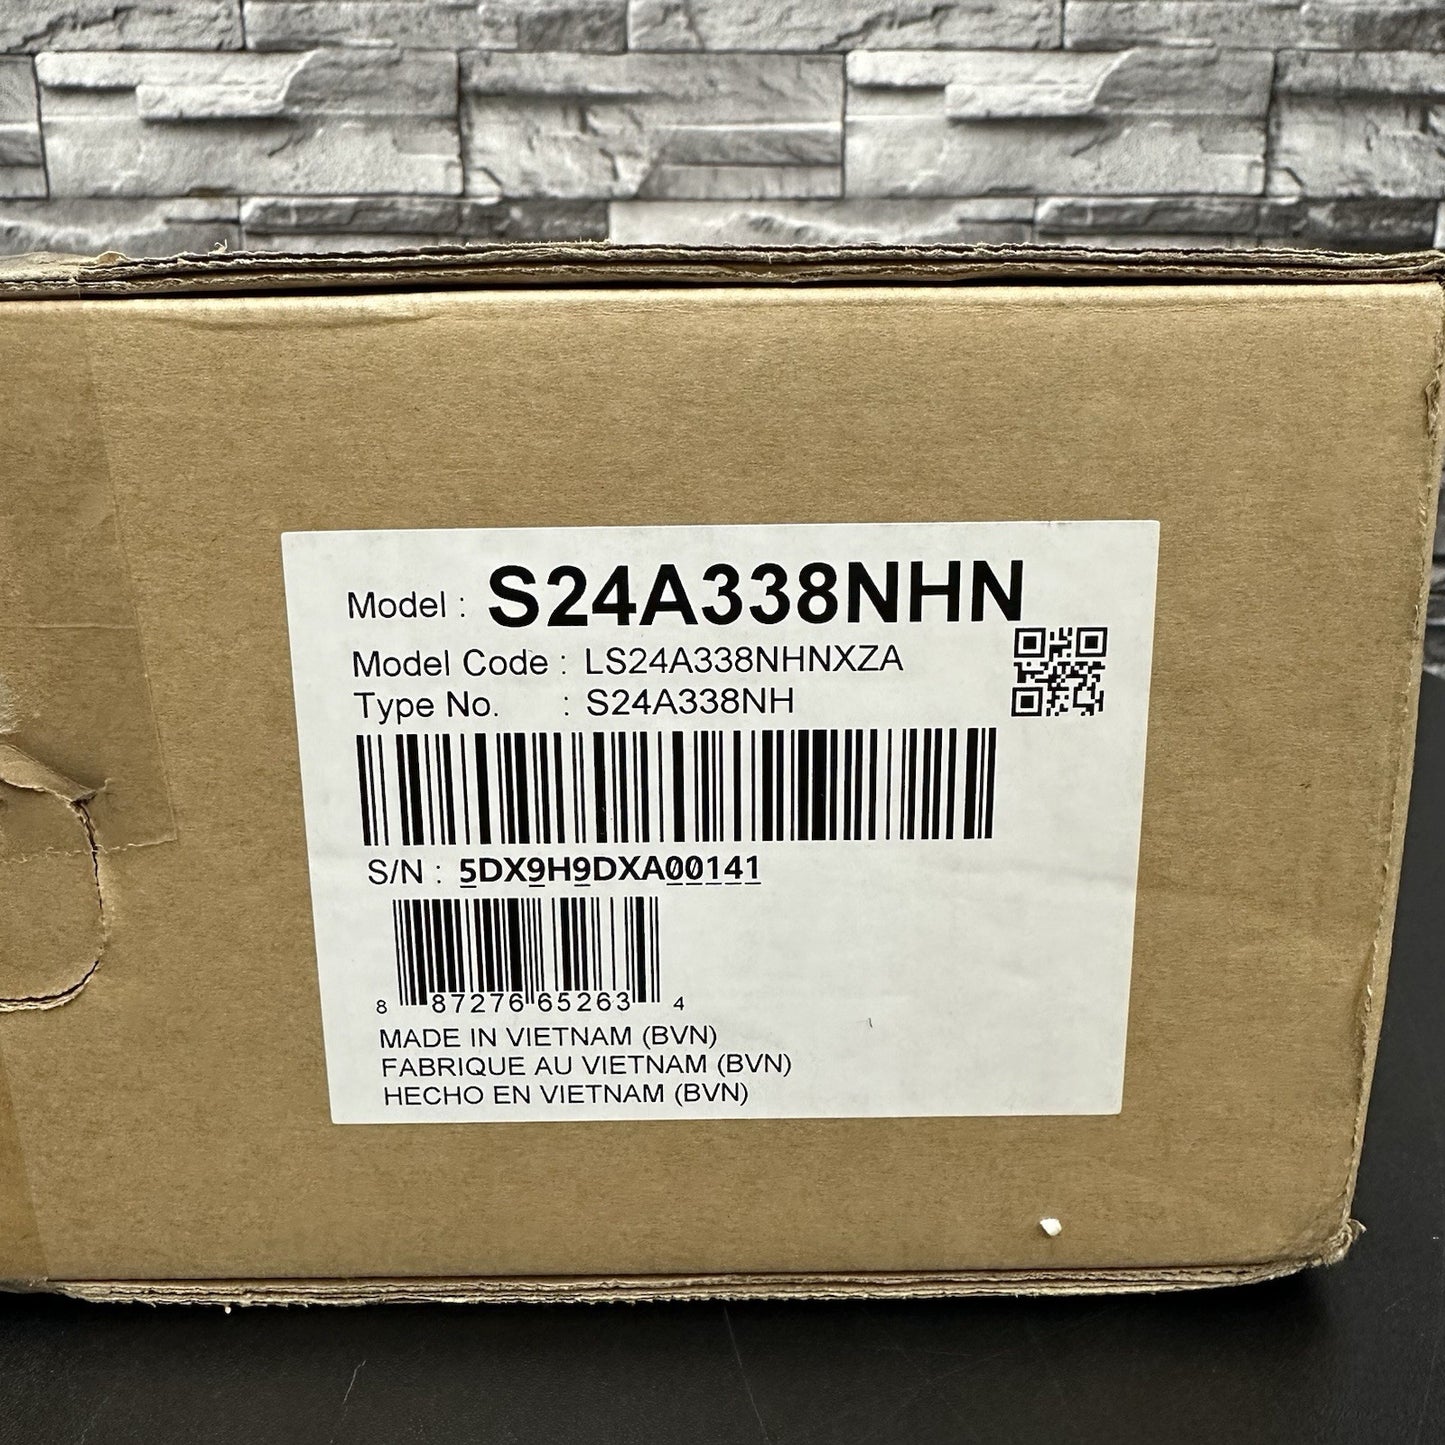 Model : S24A338NHN
Model Code : LS24A338NHNXZA
Type No. : S24A338NH
S/N : 5DX9H9DXA00141
8 87276 65263 4
MADE IN VIETNAM (BVN)
FABRIQUE AU VIETNAM (BVN)
HECHO EN VIETNAM (BVN)